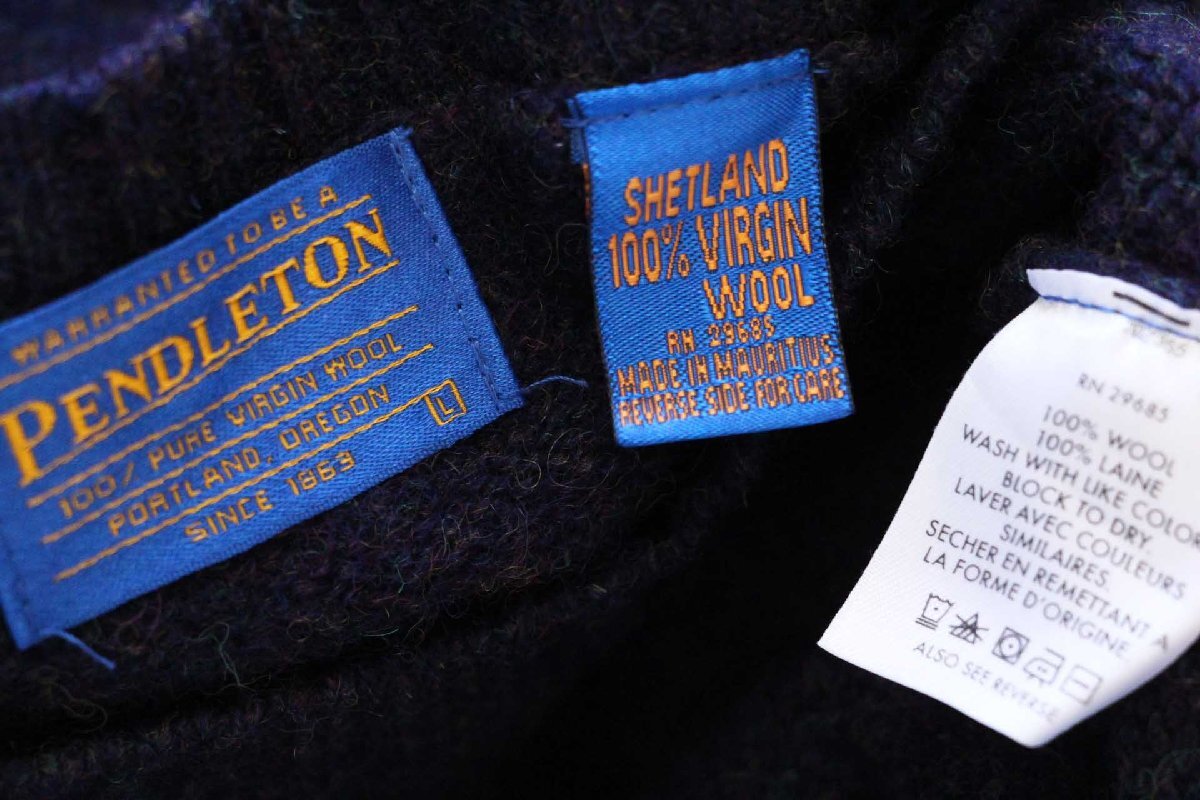 WARRANTED TO BE A
PENDLETON
100% PURE VIRGIN WOOL
PORTLAND, OREGON
L
SINCE 1863
SHETLAND
100% VIRGIN
WOOL
RN 29685
MADE IN MAURITIUS
REVERSE SIDE FOR CARE
RN 29685
100% WOOL
100% LAINE
WASH WITH LIKE COLOR
BLOCK TO DRY.
LAVER AVEC COULEURS
SIMILAIRES.
SECHER EN REMETTANT A
LA FORME D'ORIGINE.
ALSO SEE REVERSE